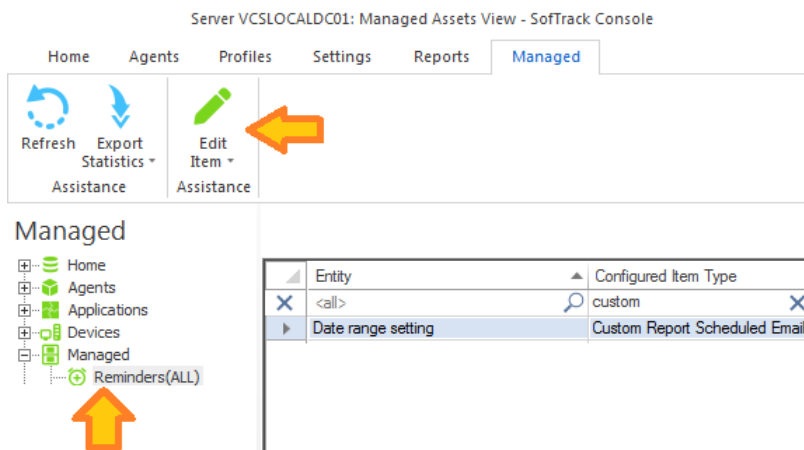 Server VCSLOCALDC01: Managed Assets View - SofTrack Console
Home Agents Profiles Settings Reports Managed
Refresh Export Statistics Edit Item
Assistance Assistance
Managed
Home
Agents
Applications
Devices
Managed
Reminders(ALL)
Entity Configured Item Type
<all> custom
Date range setting Custom Report Scheduled Email